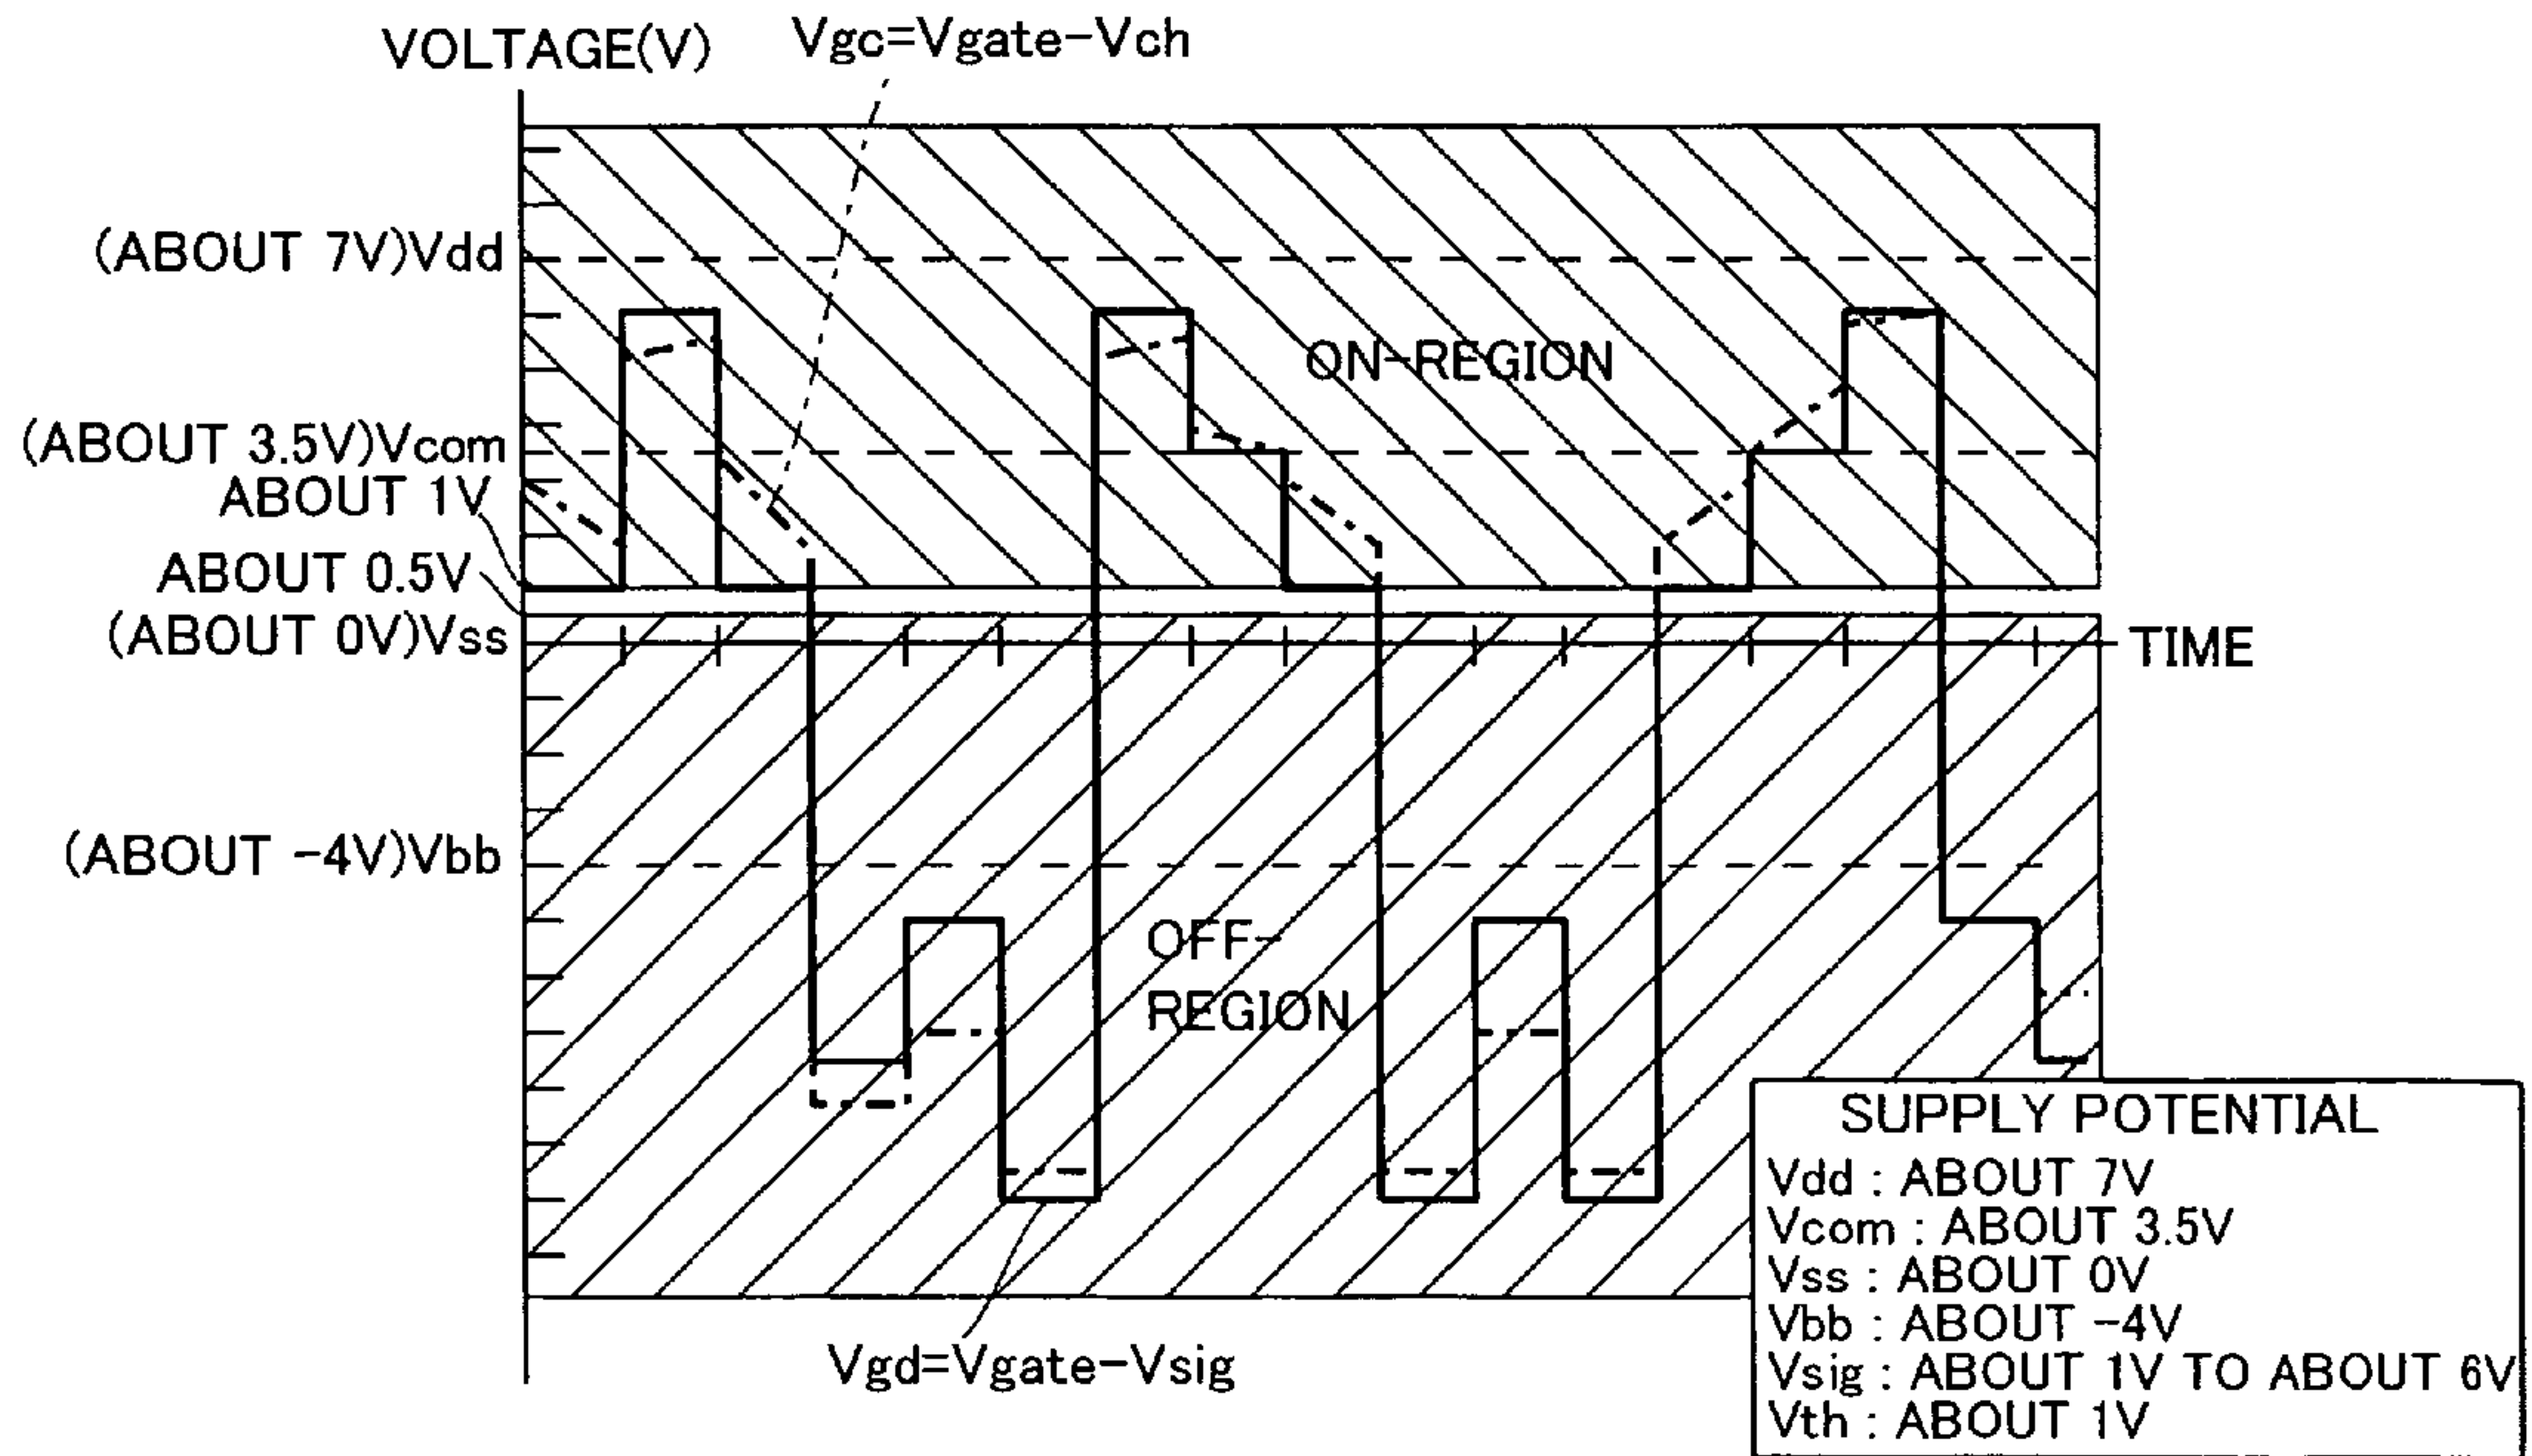 VOLTAGE(V)
Vgc=Vgate-Vch
(ABOUT 7V)Vdd
ON-REGION
(ABOUT 3.5V)Vcom
ABOUT 1V
ABOUT 0.5V
(ABOUT 0V)Vss
TIME
(ABOUT -4V)Vbb
OFF-
REGION
Vgd=Vgate-Vsig
SUPPLY POTENTIAL
Vdd : ABOUT 7V
Vcom : ABOUT 3.5V
Vss : ABOUT 0V
Vbb : ABOUT -4V
Vsig : ABOUT 1V TO ABOUT 6V
Vth : ABOUT 1V